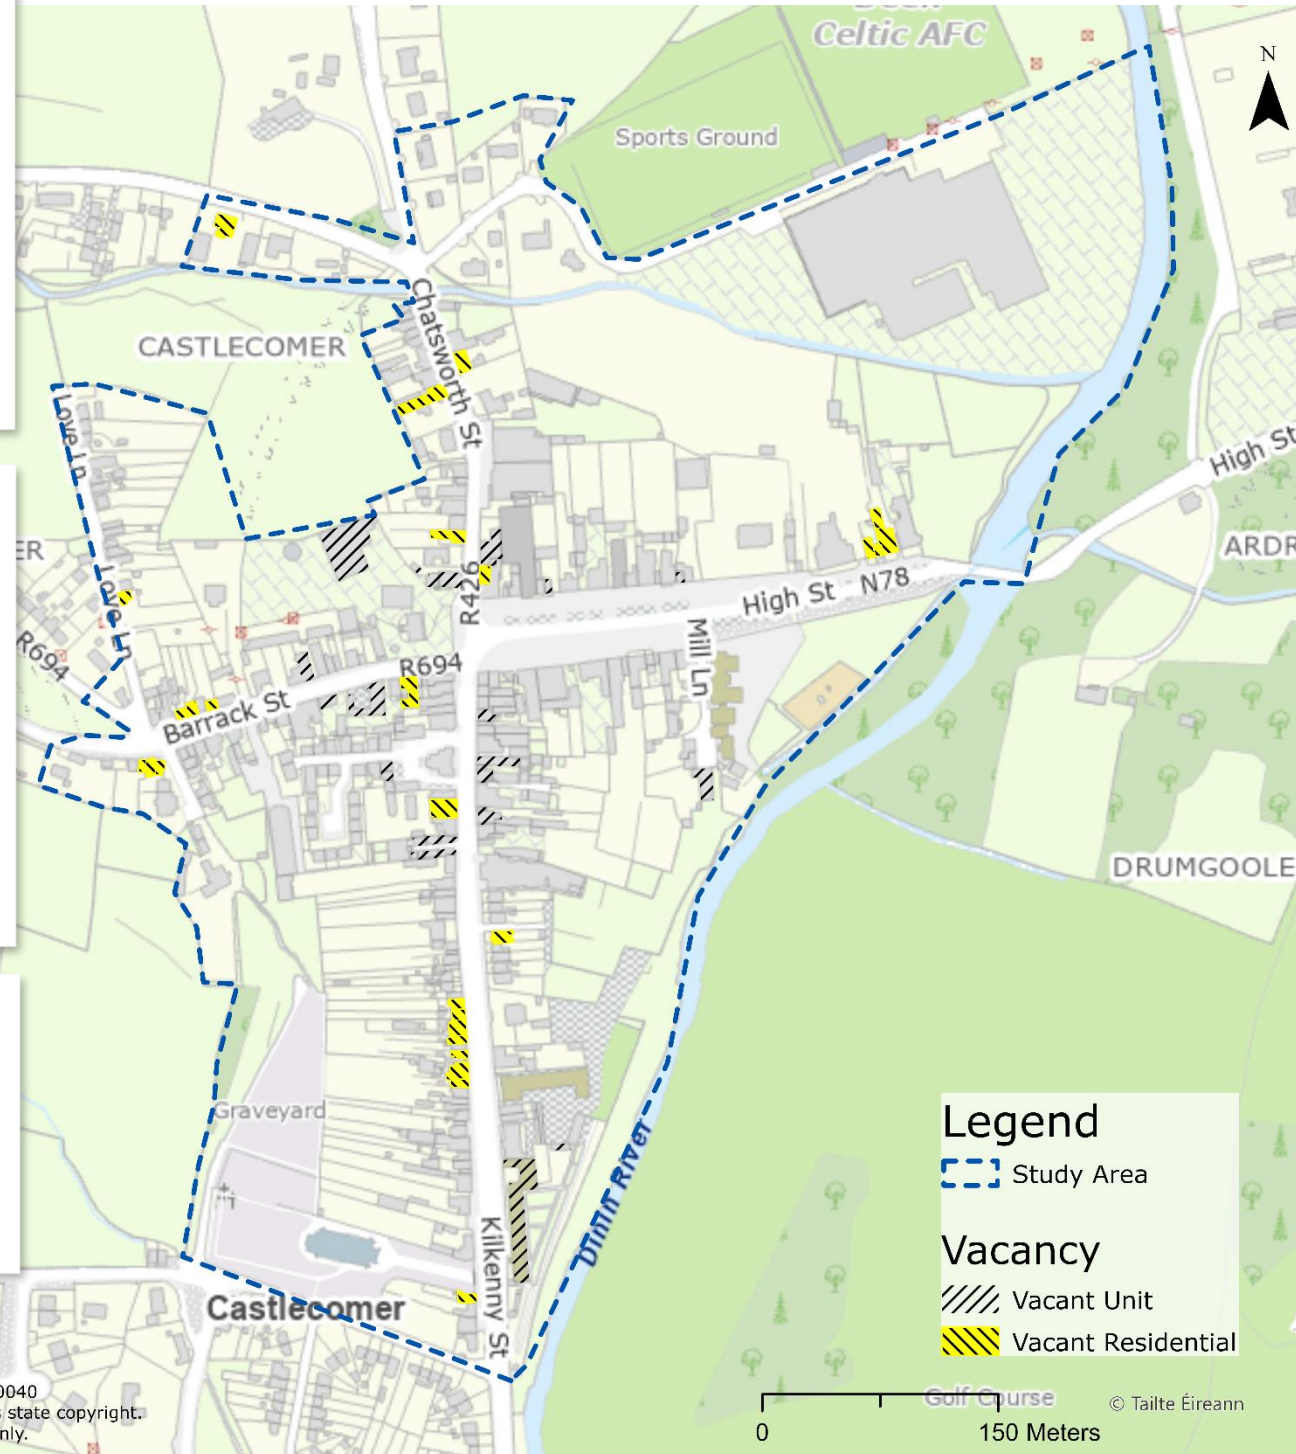 Celtic AFC
N
Sports Ground
Chatsworth St
CASTLECOMER
Love Ln
High St
ER
ARDR
R426
Love Ln
High St - N78
R694
R694
Mill Ln
Barrack St
DRUMGOOLE
Graveyard
Dinin River
Kilkenny St
Castlecomer
Legend
Study Area
Vacancy
Vacant Unit
Vacant Residential
0040
state copyright.
nly.
Golf Course
© Tailte Éireann
0 150 Meters